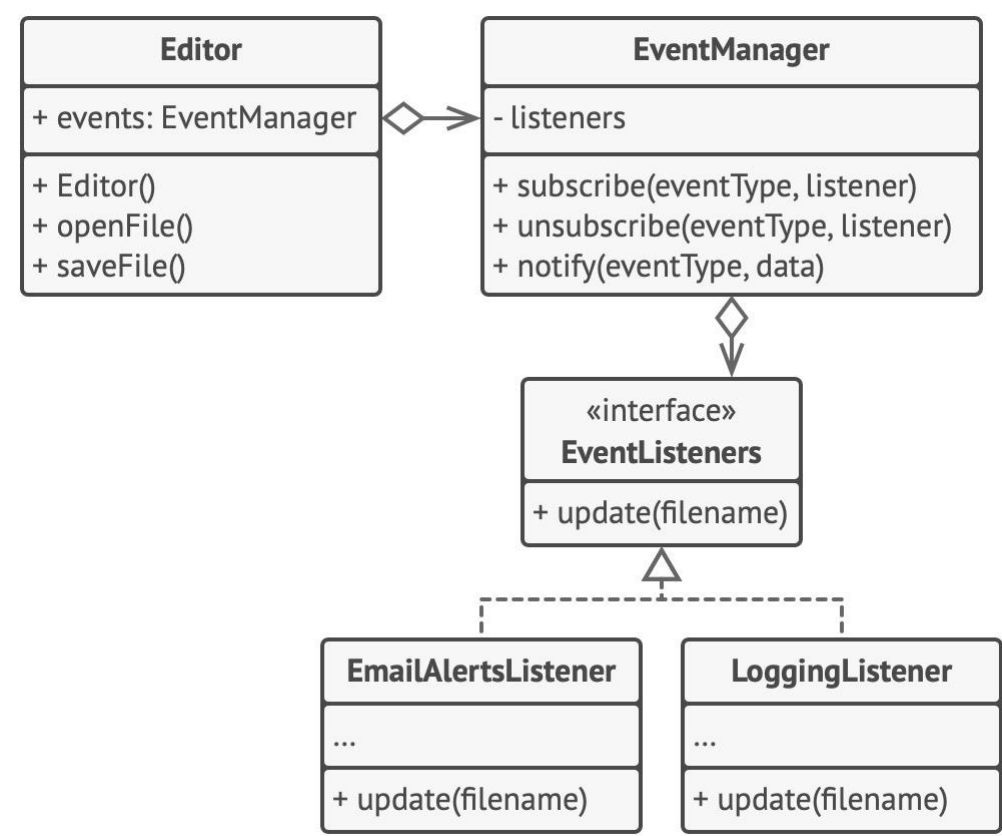 Editor
+ events: EventManager
+ Editor()
+ openFile()
+ saveFile()
EventManager
- listeners
+ subscribe(eventType, listener)
+ unsubscribe(eventType, listener)
+ notify(eventType, data)
«interface»
EventListeners
+ update(filename)
EmailAlertsListener
...
+ update(filename)
LoggingListener
...
+ update(filename)